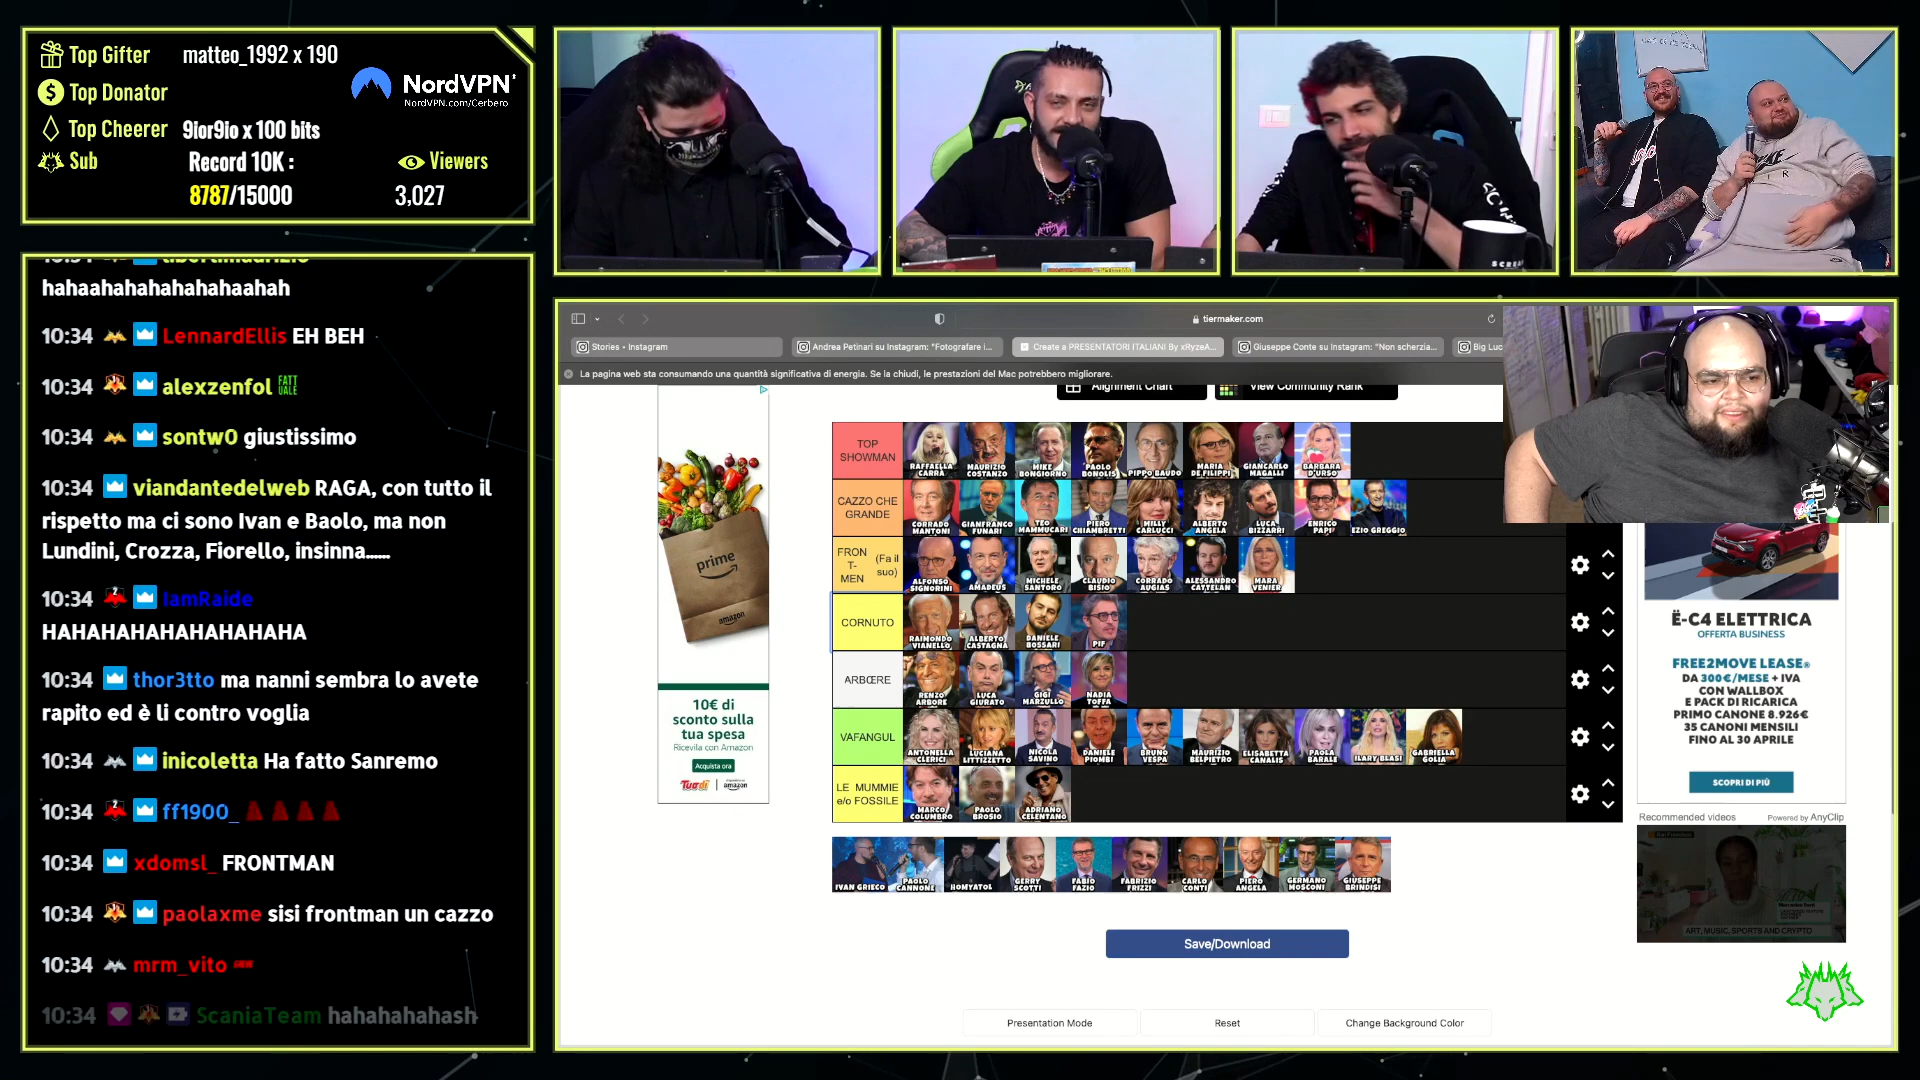 Top Gifter matteo_1992 x 190
NordVPN
NordVPN.com/Cerbero
Top Donator
Top Cheerer 9lor9lo x 100 bits
Sub Record 10K : Viewers
8787/15000 3,027
hahaahahahahahahaahah
10:34 LennardEllis EH BEH
10:34 alexzenfol FATTUALE
10:34 sontw0 giustissimo
10:34 viandantedelweb RAGA, con tutto il
rispetto ma ci sono Ivan e Baolo, ma non
Lundini, Crozza, Fiorello, insinna......
10:34 IamRaide
HAHAHAHAHAHAHAHAHA
10:34 thor3tto ma nanni sembra lo avete
rapito ed è li contro voglia
10:34 inicoletta Ha fatto Sanremo
10:34 ff1900_
10:34 xdomsl_ FRONTMAN
10:34 paolaxme sisi frontman un cazzo
10:34 mrm_vito
10:34 ScaniaTeam hahahahahash
tiermaker.com
Stories • Instagram
Andrea Petinari su Instagram: "Fotografare i...
Create a PRESENTATORI ITALIANI By xRyzeA...
Giuseppe Conte su Instagram: "Non scherzia...
Big Luc
La pagina web sta consumando una quantità significativa di energia. Se la chiudi, le prestazioni del Mac potrebbero migliorare.
Alignment Chart
View Community Rank
TOP SHOWMAN
RAFFAELLA CARRÀ
MAURIZIO COSTANZO
MIKE BONGIORNO
PAOLO BONOLIS
PIPPO BAUDO
MARIA DE FILIPPI
GIANCARLO MAGALLI
BARBARA D'URSO
CAZZO CHE GRANDE
CORRADO MANTONI
GIANFRANCO FUNARI
TEO MAMMUCARI
PIERO CHIAMBRETTI
MILLY CARLUCCI
ALBERTO ANGELA
LUCA BIZZARRI
ENRICO PAPI
EZIO GREGGIO
FRONT-MEN (Fa il suo)
ALFONSO SIGNORINI
AMADEUS
MICHELE SANTORO
CLAUDIO BISIO
CORRADO AUGIAS
ALESSANDRO CATTELAN
MARA VENIER
CORNUTO
RAIMONDO VIANELLO
ALBERTO CASTAGNA
DANIELE BOSSARI
PIF
ARBŒRE
RENZO ARBORE
LUCA GIURATO
GIGI MARZULLO
NADIA TOFFA
VAFANGUL
ANTONELLA CLERICI
LUCIANA LITTIZZETTO
NICOLA SAVINO
DANIELE PIOMBI
BRUNO VESPA
MAURIZIO BELPIETRO
ELISABETTA CANALIS
PAOLA BARALE
ILARY BLASI
GABRIELLA GOLIA
LE MUMMIE e/o FOSSILE
MARCO COLUMBRO
PAOLO BROSIO
ADRIANO CELENTANO
IVAN GRIECO
PAOLO CANNONE
HOMYATOL
GERRY SCOTTI
FABIO FAZIO
FABRIZIO FRIZZI
CARLO CONTI
PIERO ANGELA
GERMANO MOSCONI
GIUSEPPE BRINDISI
Save/Download
Presentation Mode
Reset
Change Background Color
prime
amazon
10€ di
sconto sulla
tua spesa
Ricevila con Amazon
Acquista ora
Tuodì amazon
Ë-C4 ELETTRICA
OFFERTA BUSINESS
FREE2MOVE LEASE®
DA 300€/MESE + IVA
CON WALLBOX
E PACK DI RICARICA
PRIMO CANONE 8.926€
35 CANONI MENSILI
FINO AL 30 APRILE
SCOPRI DI PIÙ
Recommended videos Powered by AnyClip
ART, MUSIC, SPORTS AND CRYPTO